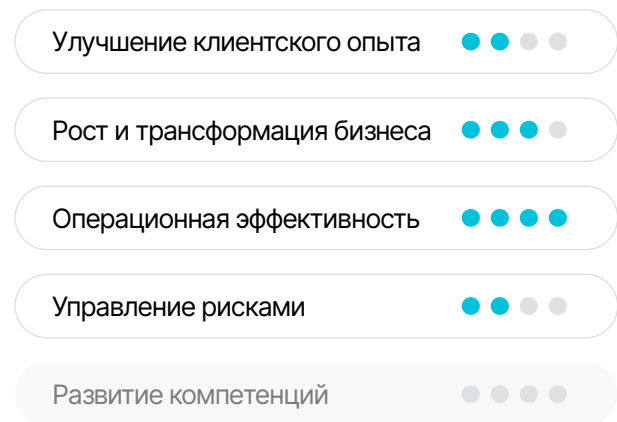 Улучшение клиентского опыта
Рост и трансформация бизнеса
Операционная эффективность
Управление рисками
Развитие компетенций